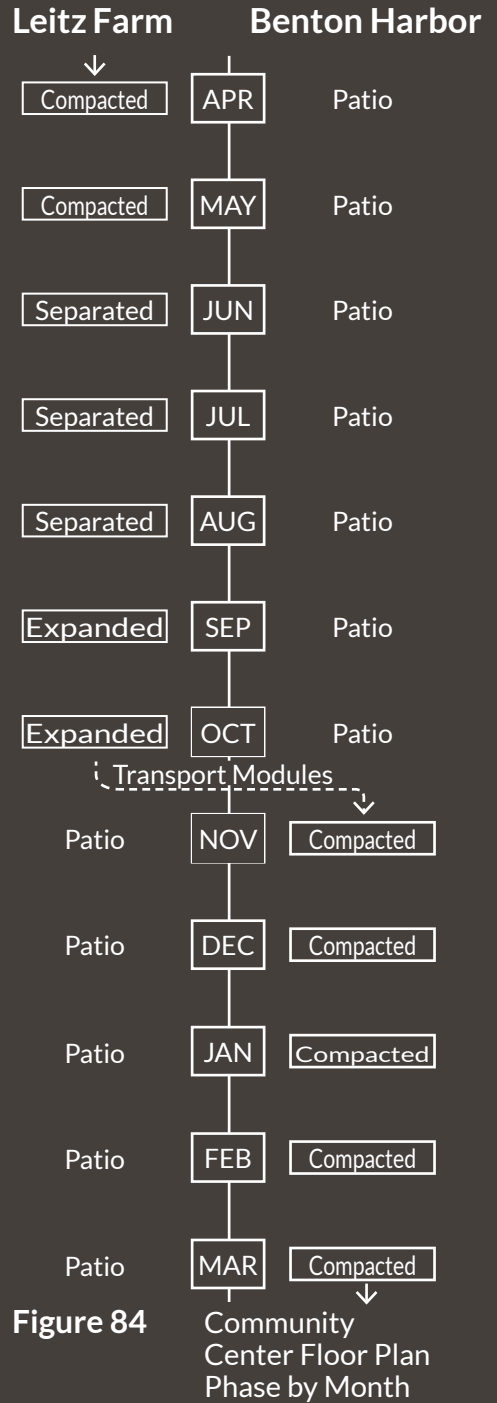 Leitz Farm Benton Harbor
Compacted APR Patio
Compacted MAY Patio
Separated JUN Patio
Separated JUL Patio
Separated AUG Patio
Expanded SEP Patio
Expanded OCT Patio
Transport Modules
Patio NOV Compacted
Patio DEC Compacted
Patio JAN Compacted
Patio FEB Compacted
Patio MAR Compacted
Figure 84 Community
Center Floor Plan
Phase by Month